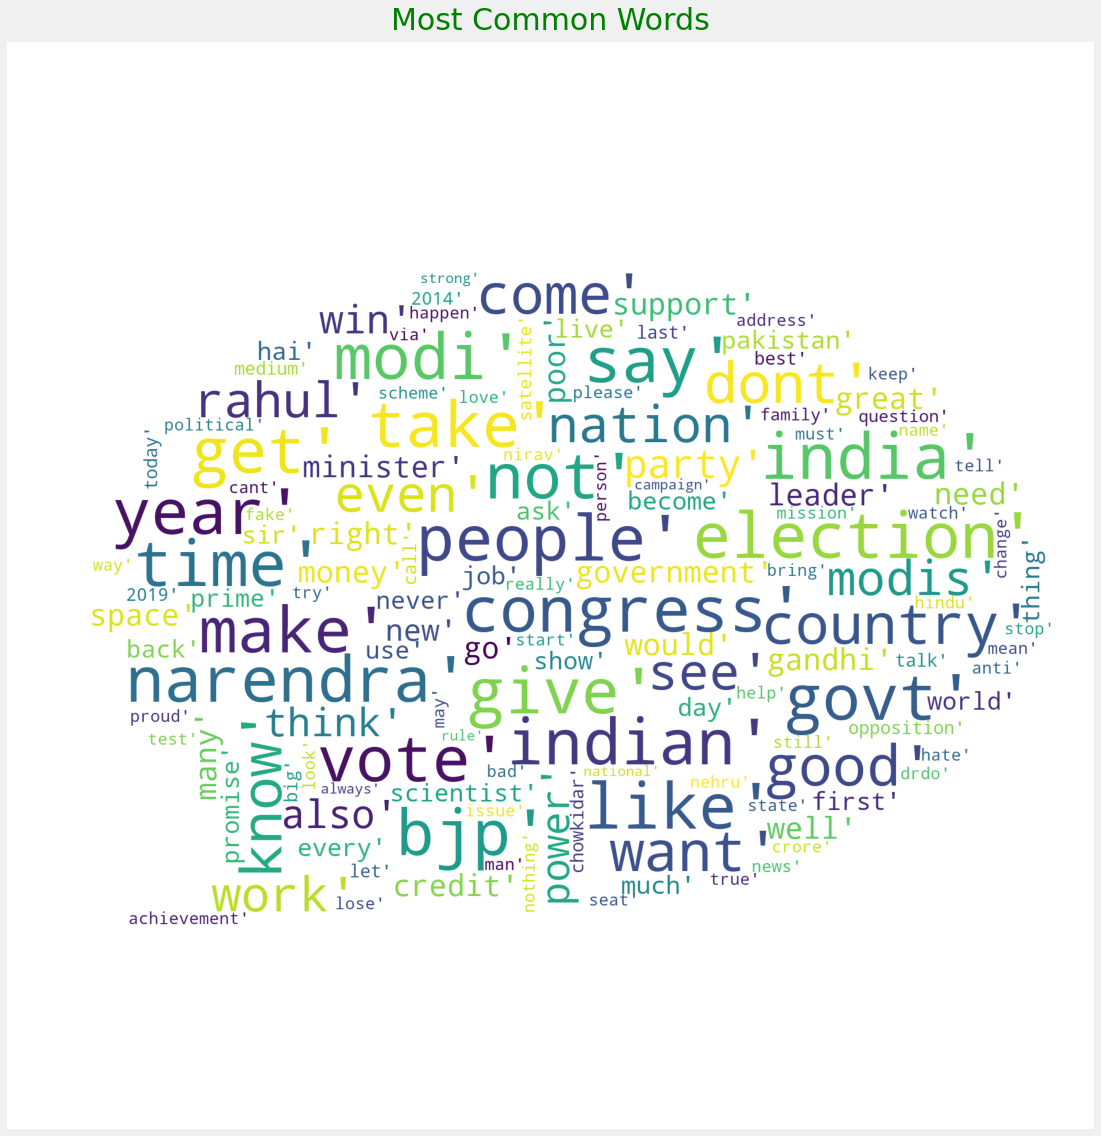 Most Common Words
strong'
2014'
come'
support'
win'
happen'
via'
live'
last'
address'
hai'
modi'
satellite'
poor'
say'
pakistan'
best'
medium'
rahul'
scheme'
love'
please'
dont'
keep'
great'
political'
take'
nation'
family'
question'
today'
get'
nirav'
must'
name'
minister'
not'
person'
party'
india'
tell'
year'
cant'
even'
campaign'
become'
leader'
need'
fake'
sir'
right'
ask'
mission'
watch'
change'
people'
election'
way'
time'
money'
call'
job'
really'
government'
bring'
modis'
thing'
2019'
prime'
try'
never'
space'
make'
new'
congress'
country'
hindu'
stop'
back'
use'
go'
start'
show'
would'
gandhi'
talk'
mean'
anti'
narendra'
may'
give'
see'
help'
govt'
world'
proud'
test'
think'
rule'
day'
opposition'
many'
promise'
know'
big'
look'
vote'
indian'
still'
good'
hate'
drdo'
always'
bad'
national'
nehru'
scientist'
power'
chowkidar'
like'
state'
first'
also'
issue'
bjp'
every'
well'
crore'
want'
let'
man'
nothing'
news'
work'
credit'
much'
true'
lose'
seat'
achievement'